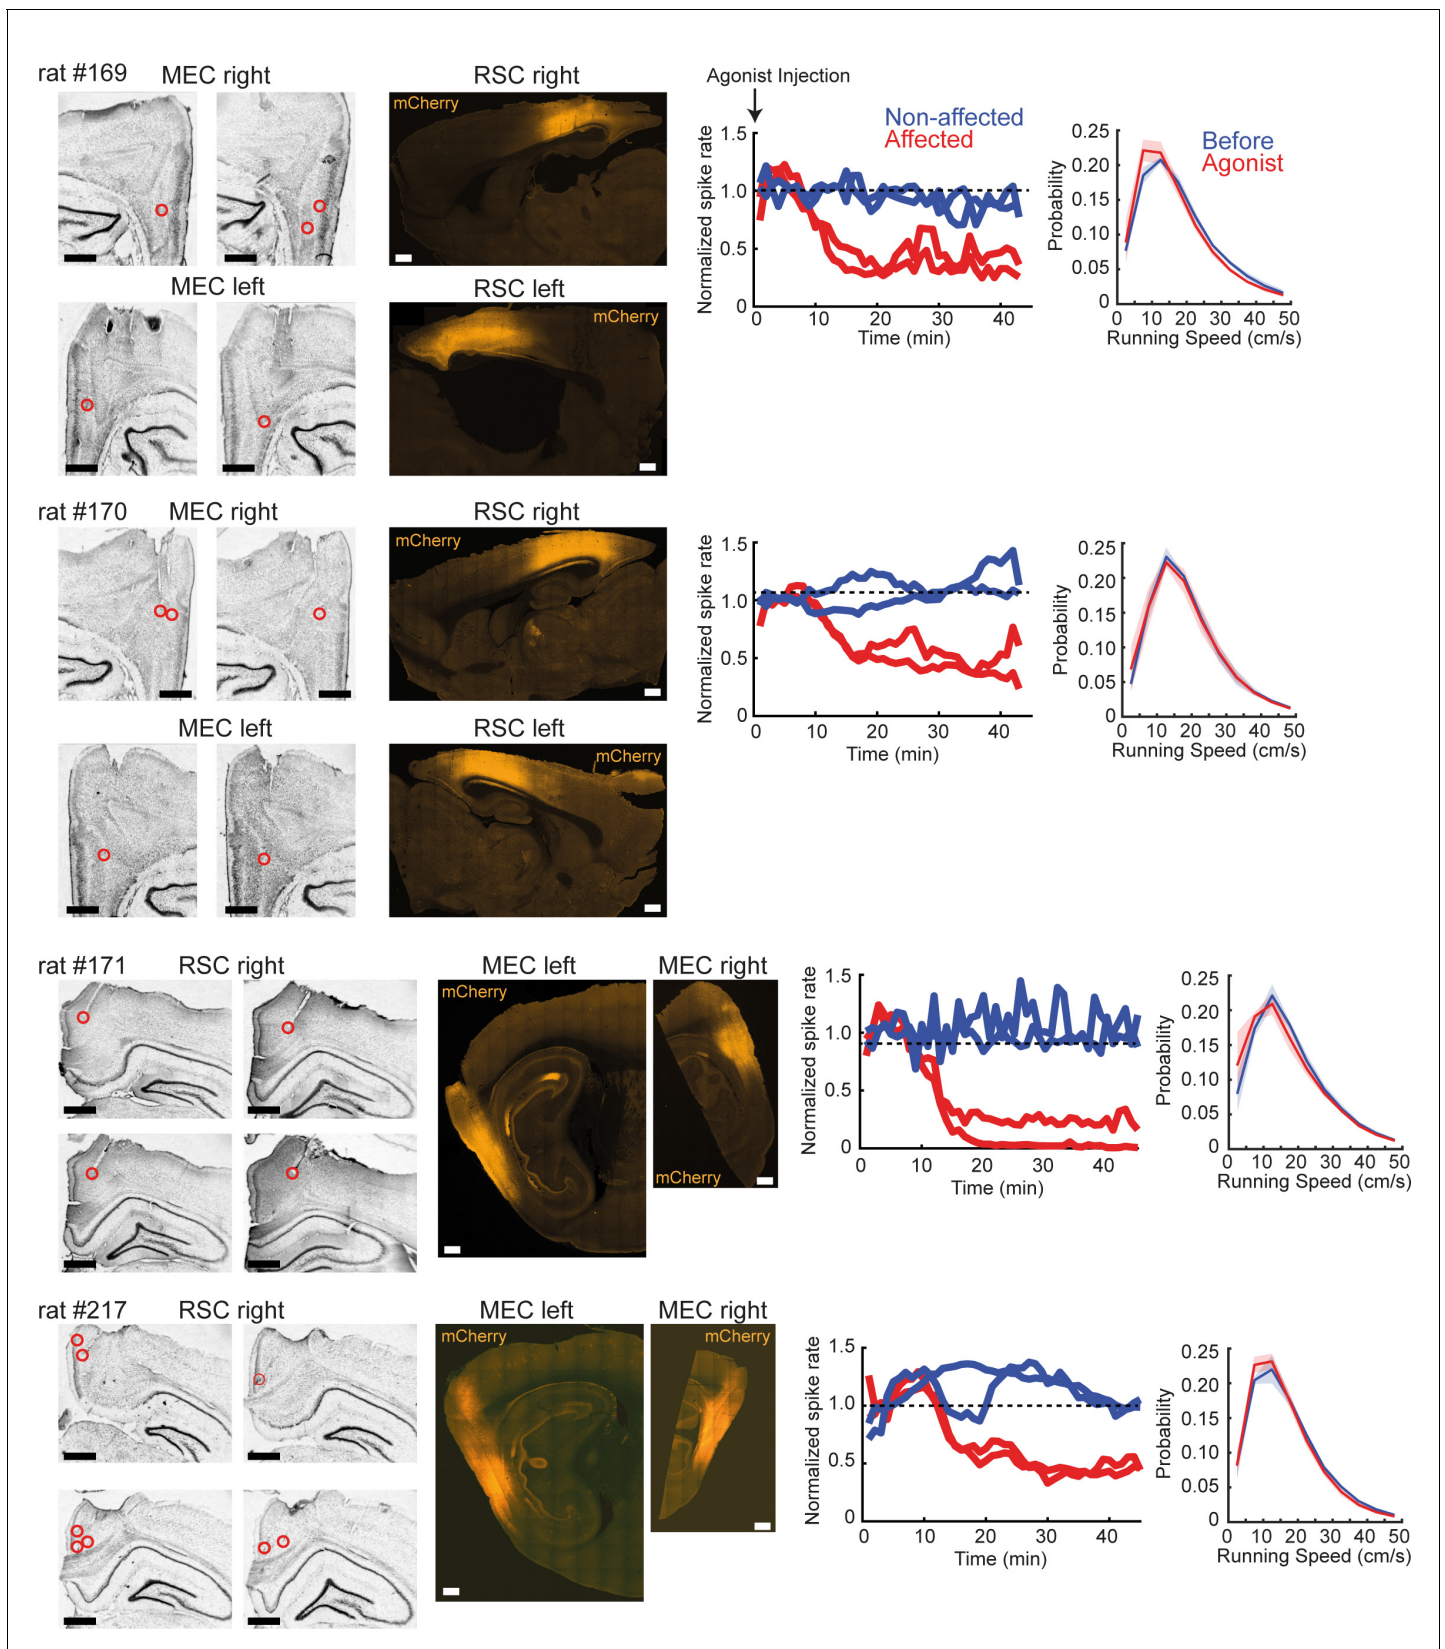 rat #169
MEC right
RSC right
mCherry
MEC left
RSC left
mCherry
Agonist Injection
Non-affected
Affected
Normalized spike rate
1.5
1.0
0.5
0
0 10 20 30 40
Time (min)
Before
Agonist
Probability
0.25
0.20
0.15
0.10
0.05
0
0 10 20 30 40 50
Running Speed (cm/s)
rat #170
MEC right
RSC right
mCherry
MEC left
RSC left
mCherry
Normalized spike rate
1.5
1.0
0.5
0
0 10 20 30 40
Time (min)
Probability
0.25
0.20
0.15
0.10
0.05
0
0 10 20 30 40 50
Running Speed (cm/s)
rat #171
RSC right
MEC left
mCherry
MEC right
mCherry
Normalized spike rate
1.5
1.0
0.5
0
0 10 20 30 40
Time (min)
Probability
0.25
0.20
0.15
0.10
0.05
0
0 10 20 30 40 50
Running Speed (cm/s)
rat #217
RSC right
MEC left
mCherry
MEC right
mCherry
Normalized spike rate
1.5
1.0
0.5
0
0 10 20 30 40
Time (min)
Probability
0.25
0.20
0.15
0.10
0.05
0
0 10 20 30 40 50
Running Speed (cm/s)